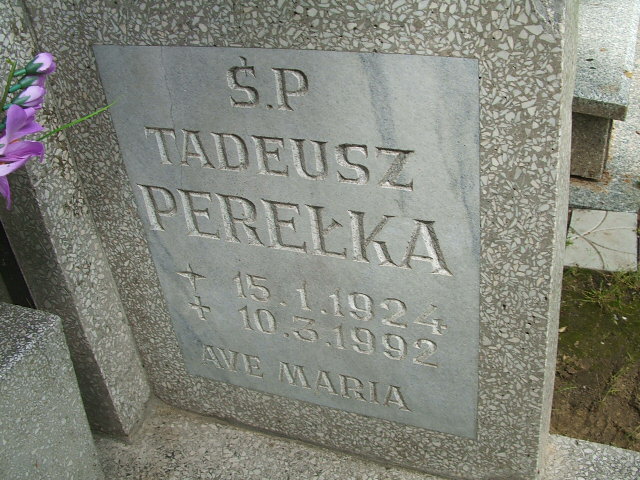 Ś.P
TADEUSZ
PEREŁKA
15.1.1924
10.3.1992
AVE MARIA